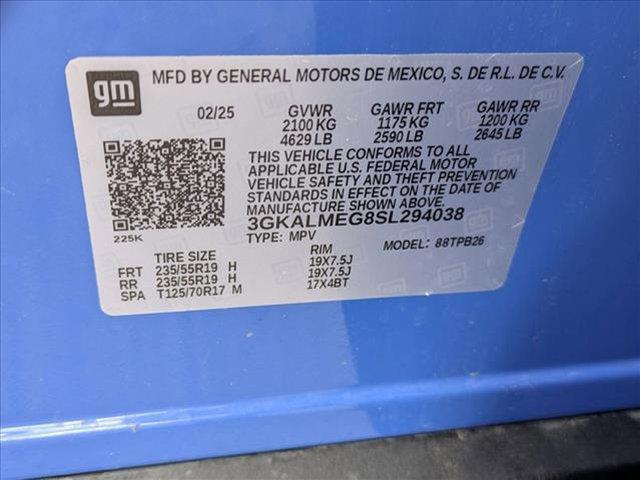 gm
MFD BY GENERAL MOTORS DE MEXICO, S. DE R.L. DE C.V.
02/25 GVWR GAWR FRT GAWR RR
2100 KG 1175 KG 1200 KG
4629 LB 2590 LB 2645 LB
THIS VEHICLE CONFORMS TO ALL
APPLICABLE U.S. FEDERAL MOTOR
VEHICLE SAFETY AND THEFT PREVENTION
STANDARDS IN EFFECT ON THE DATE OF
MANUFACTURE SHOWN ABOVE.
3GKALMEG8SL294038
225K TYPE: MPV MODEL: 88TPB26
TIRE SIZE RIM
FRT 235/55R19 H 19X7.5J
RR 235/55R19 H 19X7.5J
SPA T125/70R17 M 17X4BT